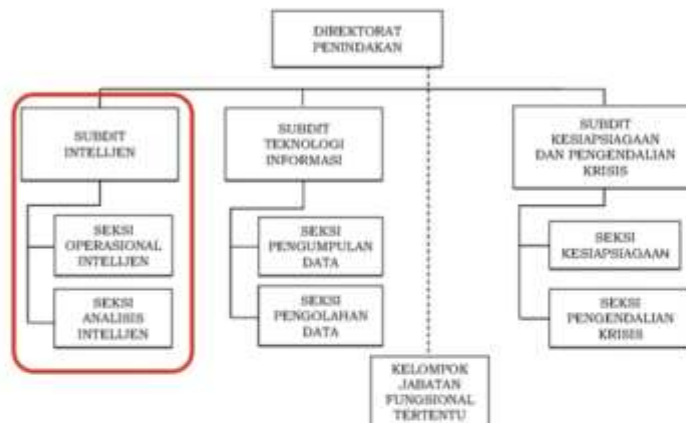 DIREKTORAT
PENINDAKAN
SUBDIT
INTELIJEN
SEKSI
OPERASIONAL
INTELIJEN
SEKSI
ANALISIS
INTELIJEN
SUBDIT
TEKNOLOGI
INFORMASI
SEKSI
PENGUMPULAN
DATA
SEKSI
PENGOLAHAN
DATA
SUBDIT
KESIAPSIAGAAN
DAN PENGENDALIAN
KRISIS
SEKSI
KESIAPSIAGAAN
SEKSI
PENGENDALIAN
KRISIS
KELOMPOK
JABATAN
FUNGSIONAL
TERTENTU